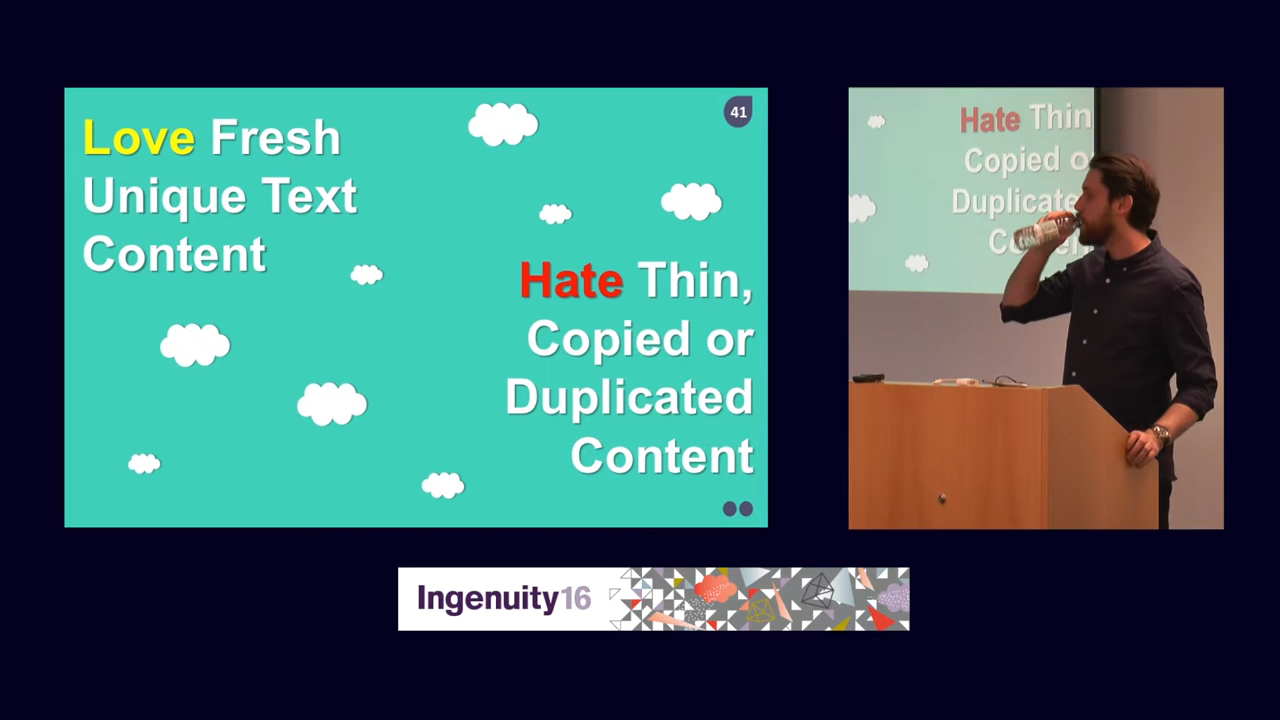 41
Love Fresh
Unique Text
Content
Hate Thin,
Copied or
Duplicated
Content
Hate Thin
Copied o
Duplicate
Ingenuity16